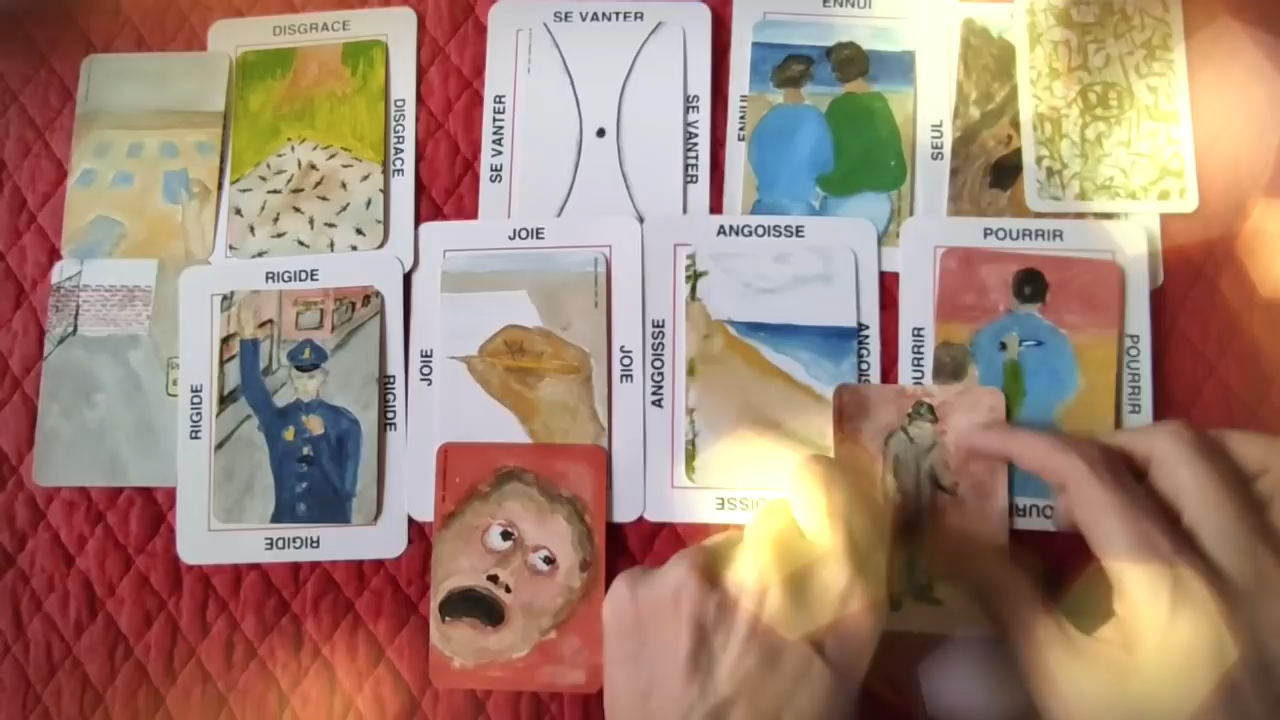 DISGRACE
DISGRACE
SE VANTER
SE VANTER
SE VANTER
ENNUI
ENNUI
SEUL
RIGIDE
RIGIDE
RIGIDE
RIGIDE
JOIE
JOIE
JOIE
ANGOISSE
ANGOISSE
POURRIR
POURRIR